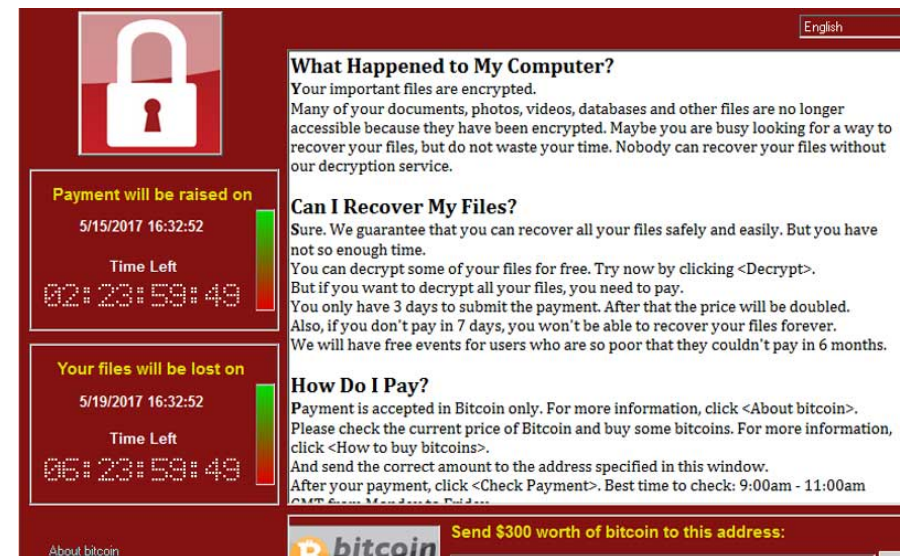 English
What Happened to My Computer?
Your important files are encrypted.
Many of your documents, photos, videos, databases and other files are no longer
accessible because they have been encrypted. Maybe you are busy looking for a way to
recover your files, but do not waste your time. Nobody can recover your files without
our decryption service.
Can I Recover My Files?
Sure. We guarantee that you can recover all your files safely and easily. But you have
not so enough time.
You can decrypt some of your files for free. Try now by clicking <Decrypt>.
But if you want to decrypt all your files, you need to pay.
You only have 3 days to submit the payment. After that the price will be doubled.
Also, if you don't pay in 7 days, you won't be able to recover your files forever.
We will have free events for users who are so poor that they couldn't pay in 6 months.
How Do I Pay?
Payment is accepted in Bitcoin only. For more information, click <About bitcoin>.
Please check the current price of Bitcoin and buy some bitcoins. For more information,
click <How to buy bitcoins>.
And send the correct amount to the address specified in this window.
After your payment, click <Check Payment>. Best time to check: 9:00am - 11:00am
GMT from Monday to Friday
Payment will be raised on
5/15/2017 16:32:52
Time Left
02:23:59:49
Your files will be lost on
5/19/2017 16:32:52
Time Left
06:23:59:49
About bitcoin
bitcoin
Send $300 worth of bitcoin to this address: